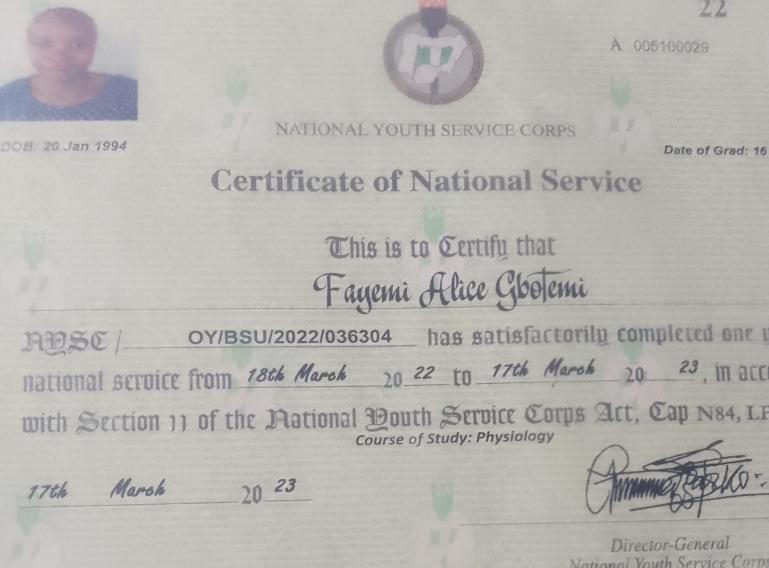 22
A 005100029
NATIONAL YOUTH SERVICE CORPS
DOB: 20 Jan 1994
Date of Grad: 16
Certificate of National Service
This is to Certify that
Fayemi Alice Gbotemi
NYSC/ OY/BSU/2022/036304 has satisfactorily completed one
national service from 18th March 20 22 to 17th March 20 23, in acc
with Section 11 of the National Youth Service Corps Act, Cap N84, LF
Course of Study: Physiology
17th March 20 23
Director-General
National Youth Service Corps